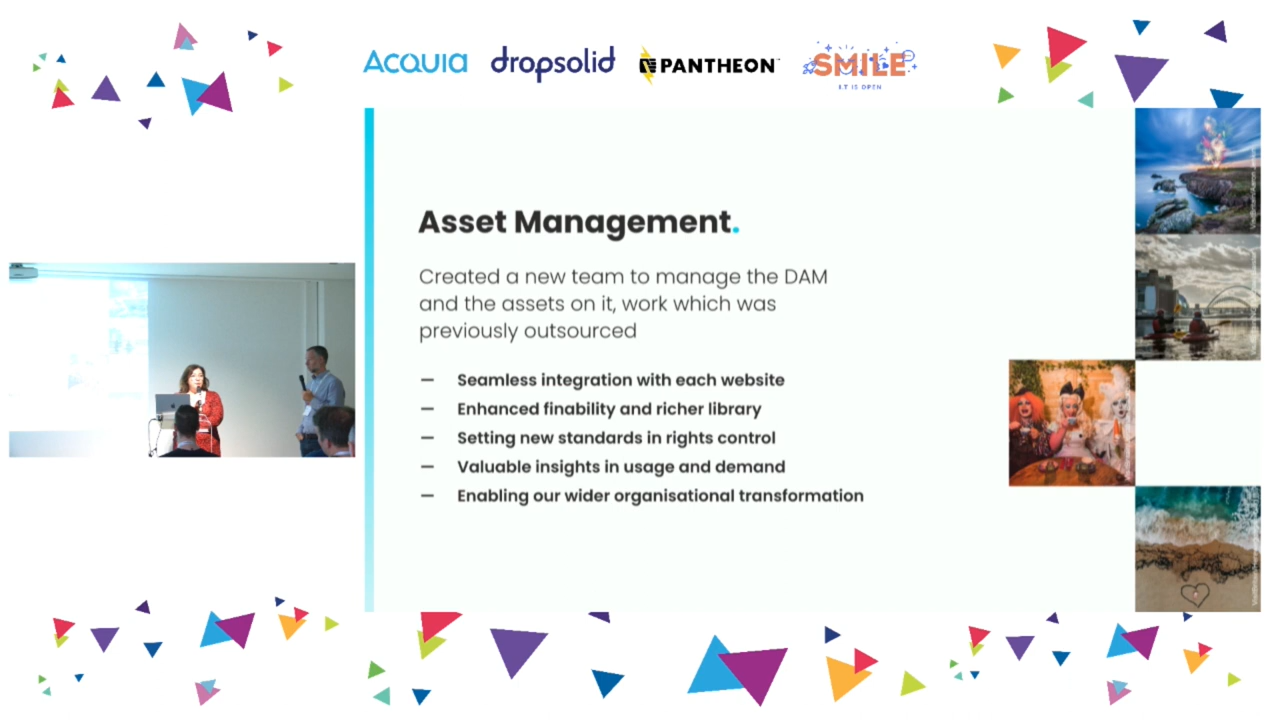 ACQUIA
dropsolid
PANTHEON
SMILE
I.T IS OPEN
Asset Management.
Created a new team to manage the DAM
and the assets on it, work which was
previously outsourced
— Seamless integration with each website
— Enhanced finability and richer library
— Setting new standards in rights control
— Valuable insights in usage and demand
— Enabling our wider organisational transformation